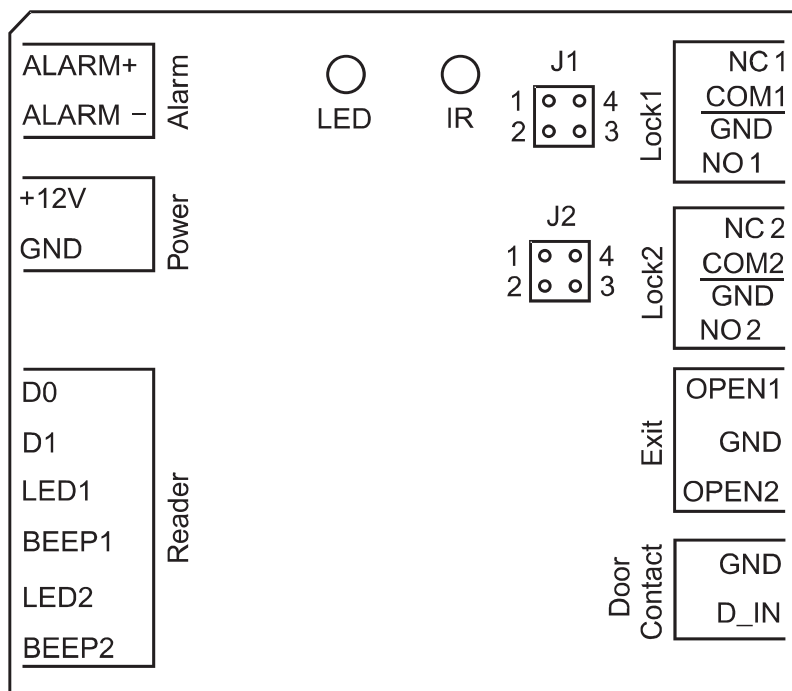 ALARM+
ALARM –
Alarm
+12V
GND
Power
D0
D1
LED1
BEEP1
LED2
BEEP2
Reader
LED
IR
J1
1 4
2 3
J2
1 4
2 3
Lock1
NC 1
COM1
GND
NO 1
Lock2
NC 2
COM2
GND
NO 2
Exit
OPEN1
GND
OPEN2
Door
Contact
GND
D_IN